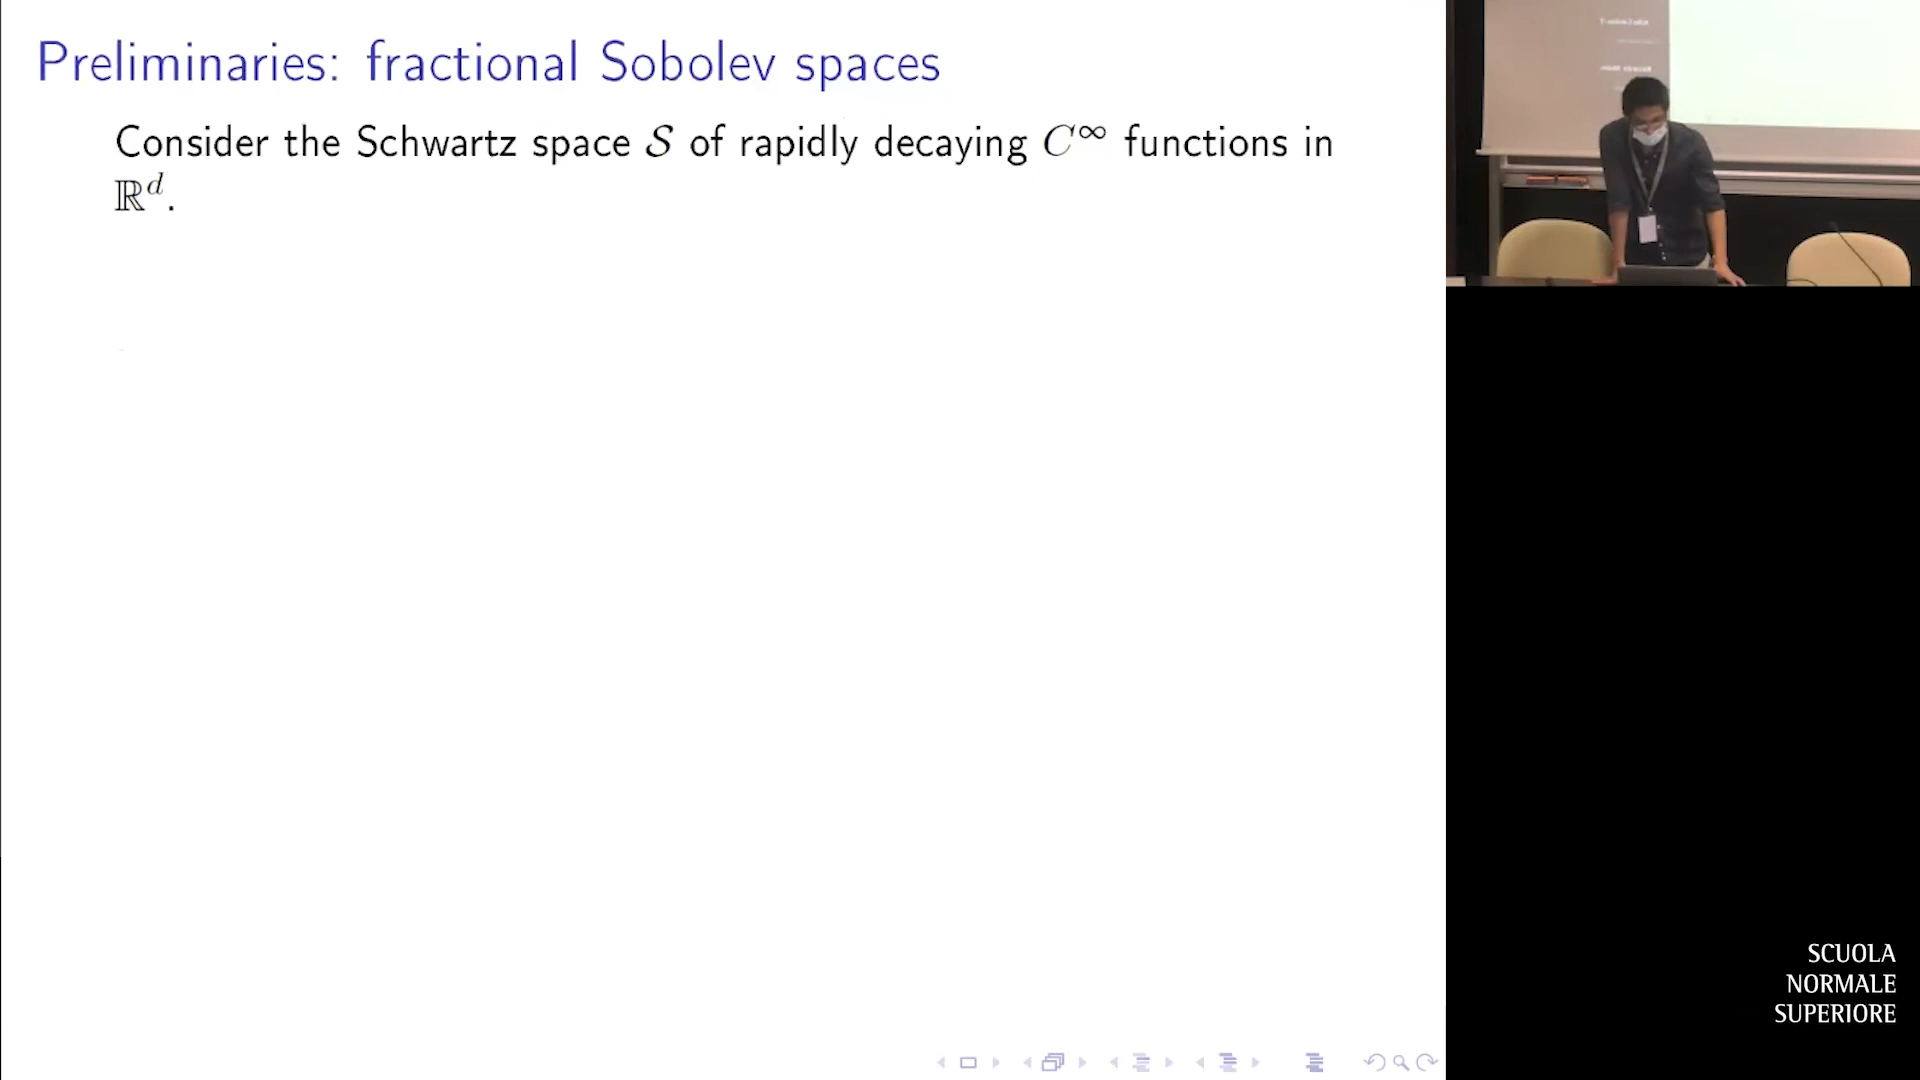 Preliminaries: fractional Sobolev spaces
Consider the Schwartz space 𝒮 of rapidly decaying C^∞ functions in
ℝ^d.
SCUOLA
NORMALE
SUPERIORE